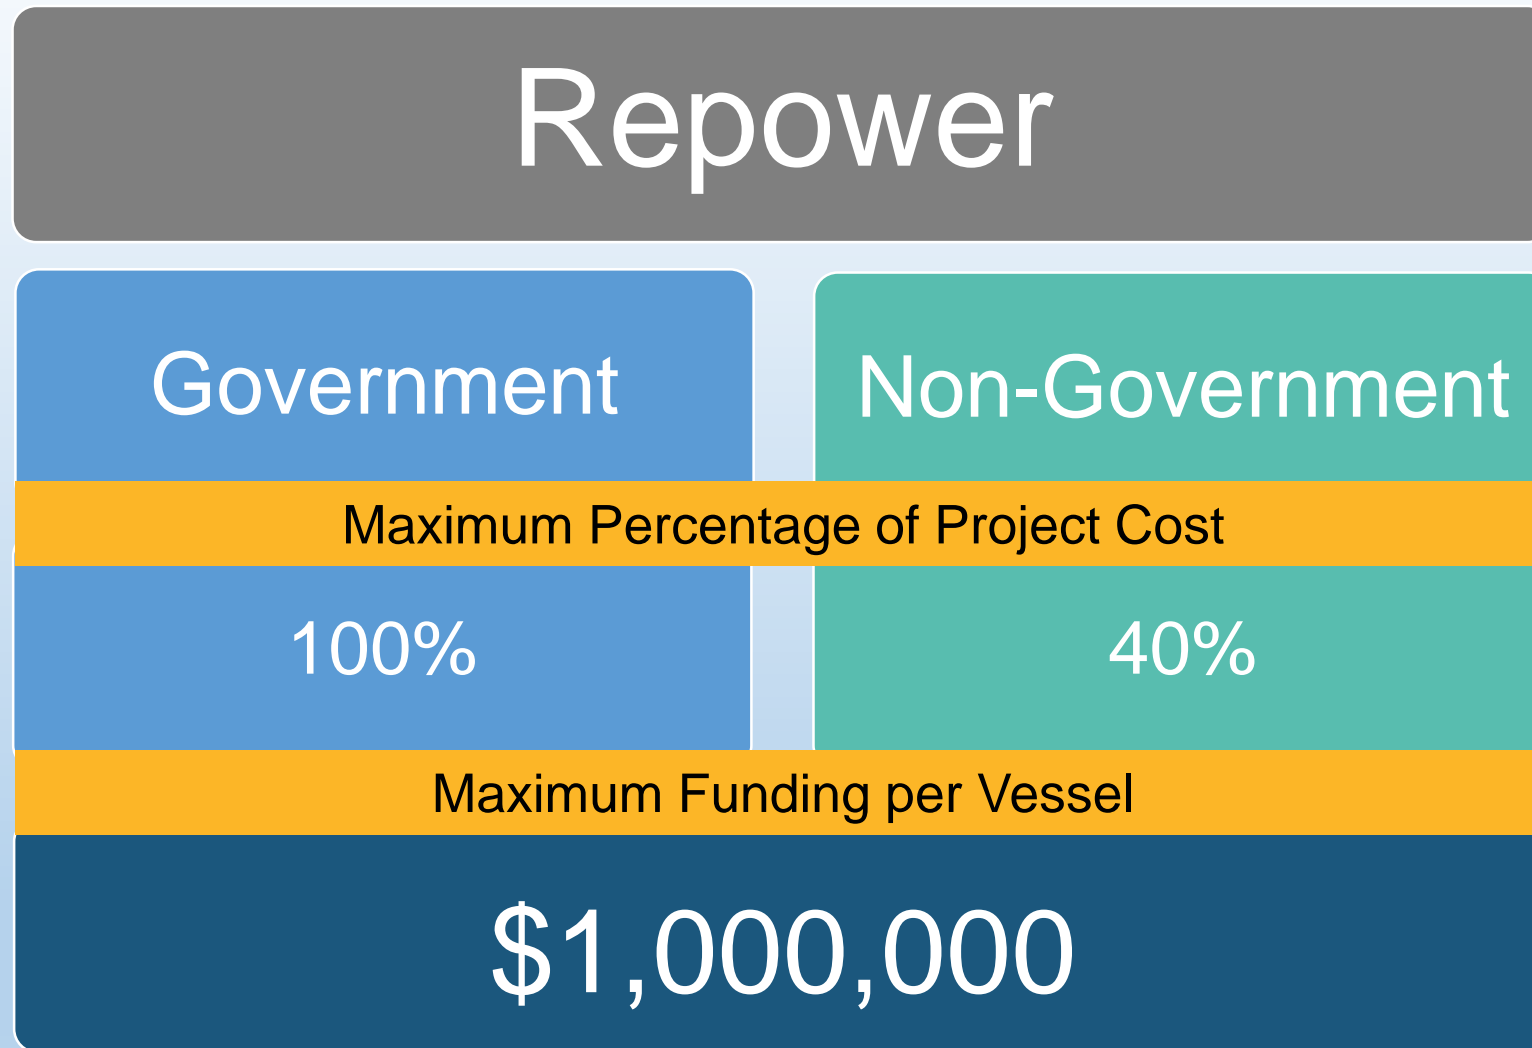 Repower
Government
Non-Government
Maximum Percentage of Project Cost
100%
40%
Maximum Funding per Vessel
$1,000,000